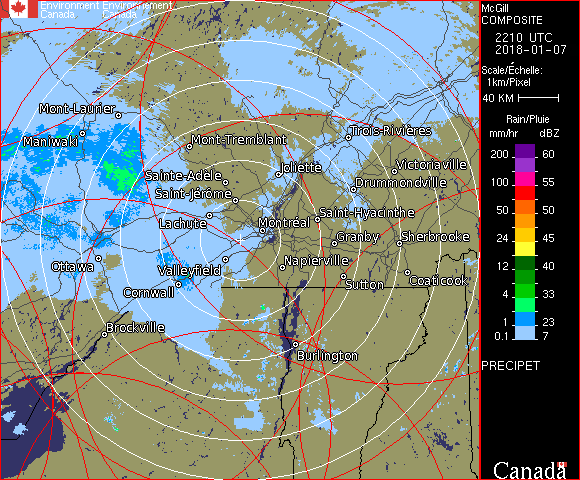 Environment Environnement
Canada Canada
McGill
COMPOSITE
2210 UTC
2018-01-07
Scale/Échelle:
1km/Pixel
40 KM
Rain/Pluie
mm/hr dBZ
200 60
150 57
100 55
50 50
24 45
12 40
4 33
1 23
0.1 7
PRECIPET
Canada
Mont-Laurier
Maniwaki
Mont-Tremblant
Trois-Rivières
Sainte-Adèle
Joliette
Victoriaville
Saint-Jérôme
Drummondville
Lachute
Montréal
Saint-Hyacinthe
Granby
Sherbrooke
Ottawa
Valleyfield
Napierville
Cornwall
Sutton
Coaticook
Brockville
Burlington